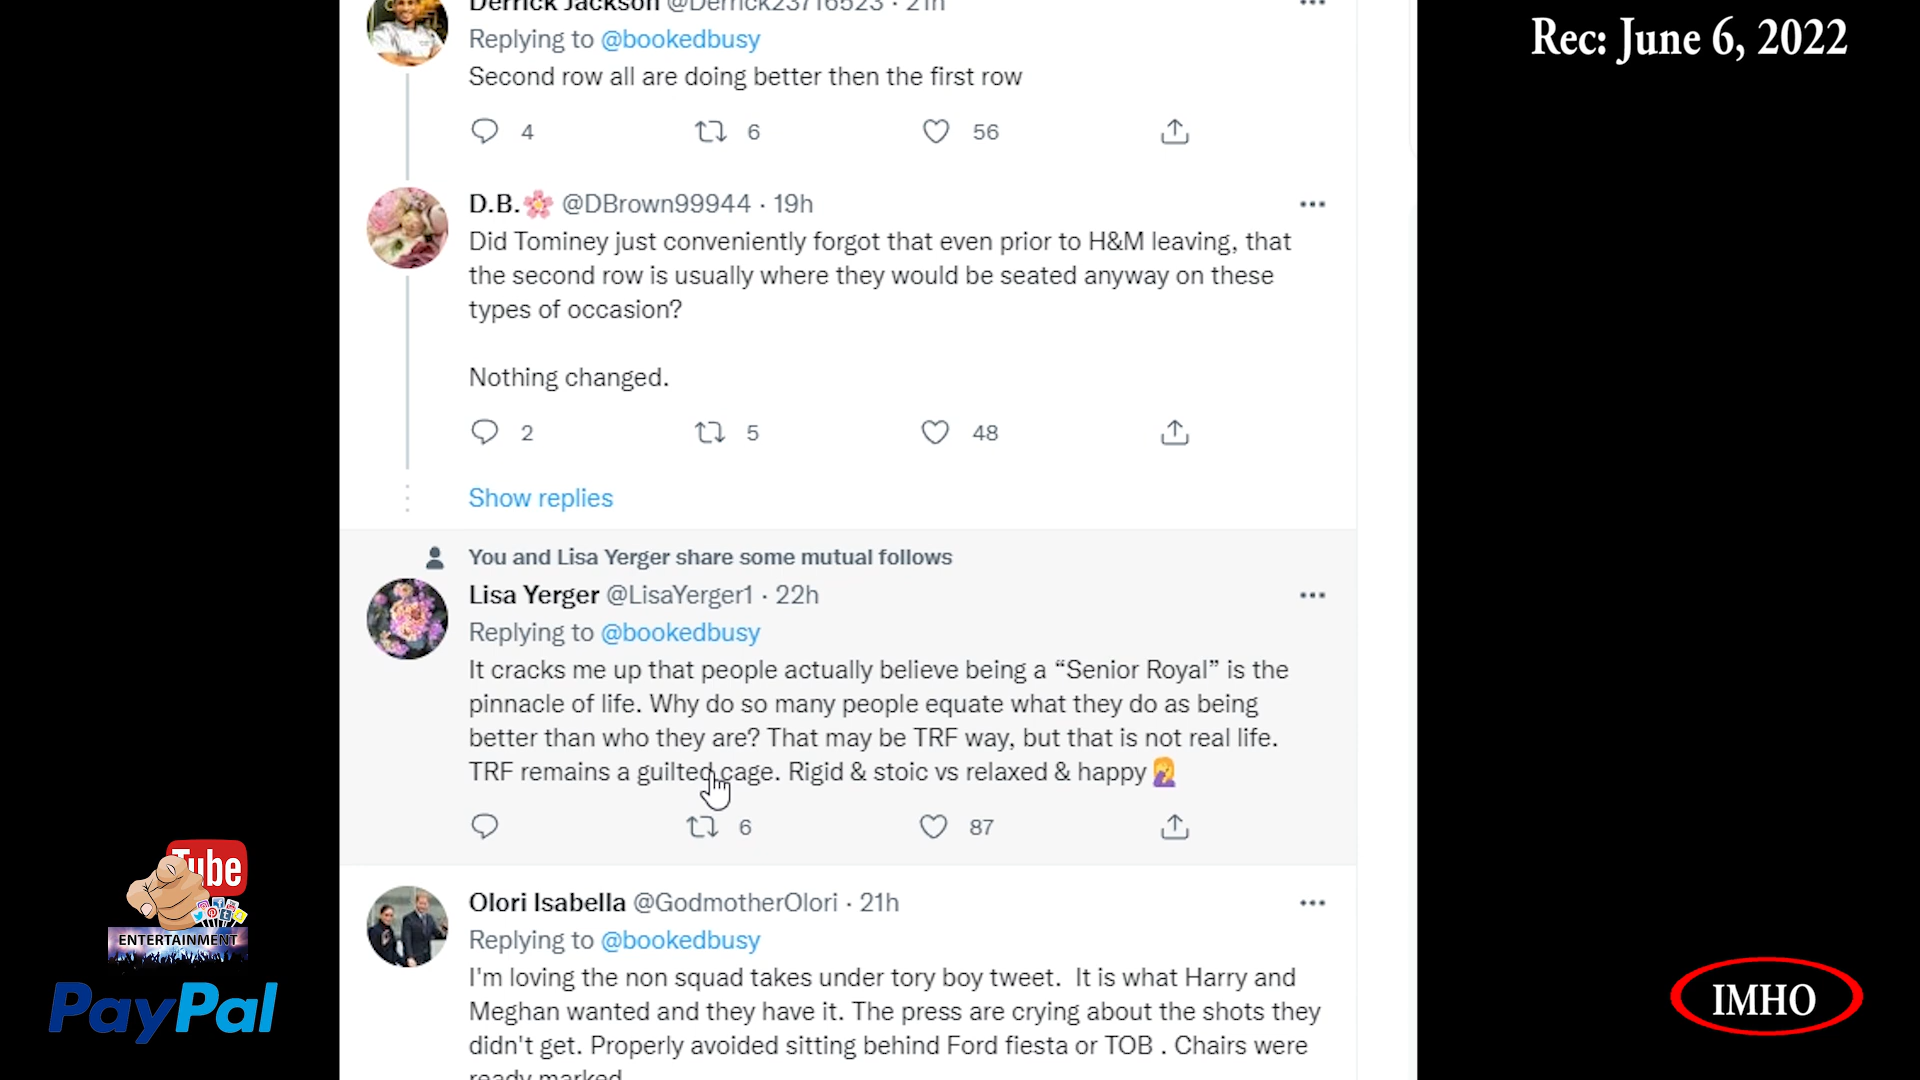 Derrick Jackson @Derrick23716523 · 21h
Rec: June 6, 2022
Replying to @bookedbusy
Second row all are doing better then the first row
4 6 56
D.B.🌸 @DBrown99944 · 19h
Did Tominey just conveniently forgot that even prior to H&M leaving, that
the second row is usually where they would be seated anyway on these
types of occasion?
Nothing changed.
2 5 48
Show replies
You and Lisa Yerger share some mutual follows
Lisa Yerger @LisaYerger1 · 22h
Replying to @bookedbusy
It cracks me up that people actually believe being a “Senior Royal” is the
pinnacle of life. Why do so many people equate what they do as being
better than who they are? That may be TRF way, but that is not real life.
TRF remains a guilted cage. Rigid & stoic vs relaxed & happy🤦‍♀️
6 87
Tube
ENTERTAINMENT
PayPal
Olori Isabella @GodmotherOlori · 21h
Replying to @bookedbusy
I'm loving the non squad takes under tory boy tweet. It is what Harry and
Meghan wanted and they have it. The press are crying about the shots they
didn't get. Properly avoided sitting behind Ford fiesta or TOB . Chairs were
ready marked
IMHO